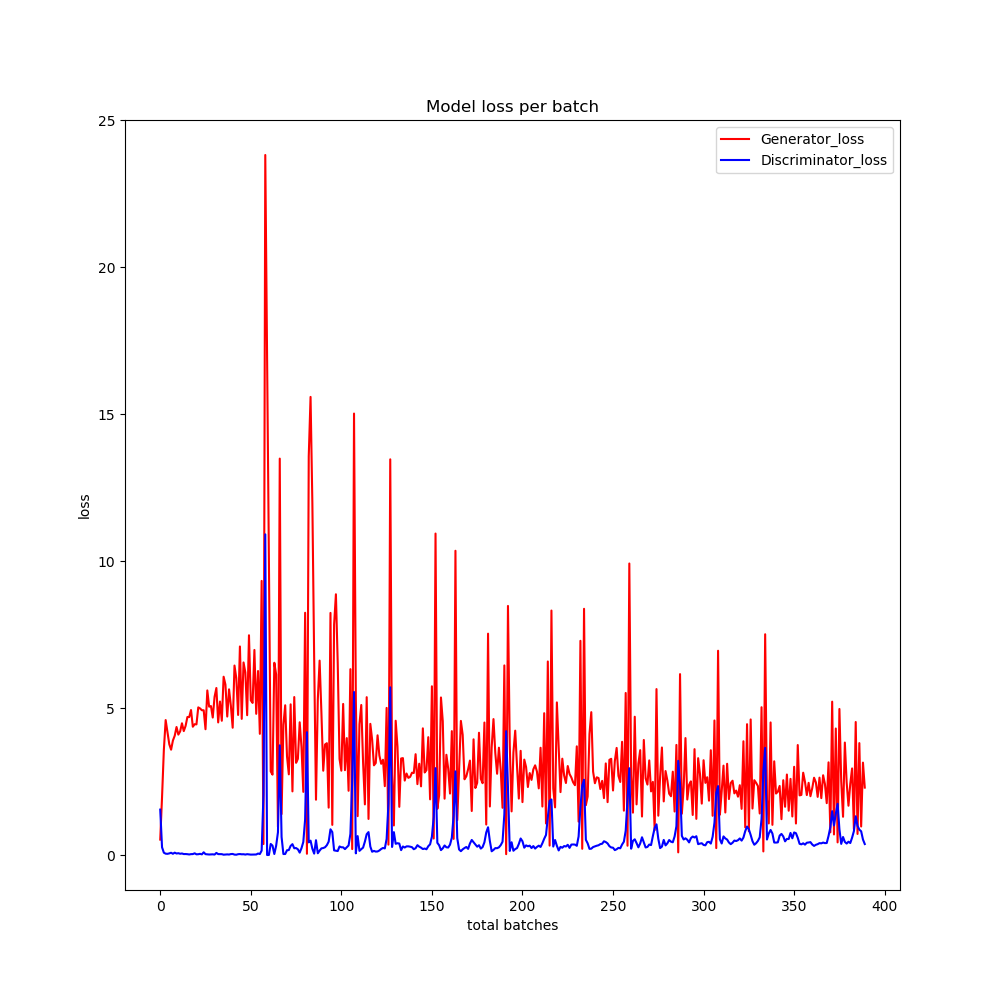 Model loss per batch
Generator_loss
Discriminator_loss
25
20
15
10
5
0
loss
0 50 100 150 200 250 300 350 400
total batches